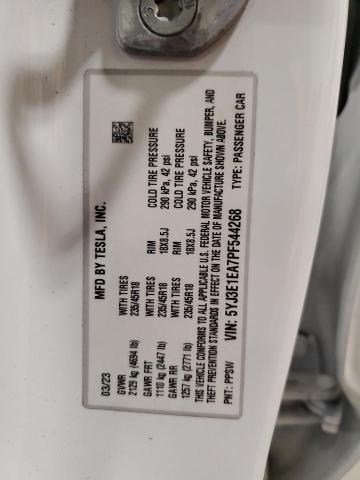 MFD BY TESLA, INC.
03/23
GVWR
2129 kg (4694 lb)
GAWR FRT WITH TIRES RIM COLD TIRE PRESSURE
1110 kg (2447 lb) 235/45R18 18X8.5J 290 kPa, 42 psi
GAWR RR WITH TIRES RIM COLD TIRE PRESSURE
1257 kg (2771 lb) 235/45R18 18X8.5J 290 kPa, 42 psi
THIS VEHICLE CONFORMS TO ALL APPLICABLE U.S. FEDERAL MOTOR VEHICLE SAFETY, BUMPER, AND
THEFT PREVENTION STANDARDS IN EFFECT ON THE DATE OF MANUFACTURE SHOWN ABOVE.
VIN: 5YJ3E1EA7PF544268
PNT: PPSW TYPE: PASSENGER CAR